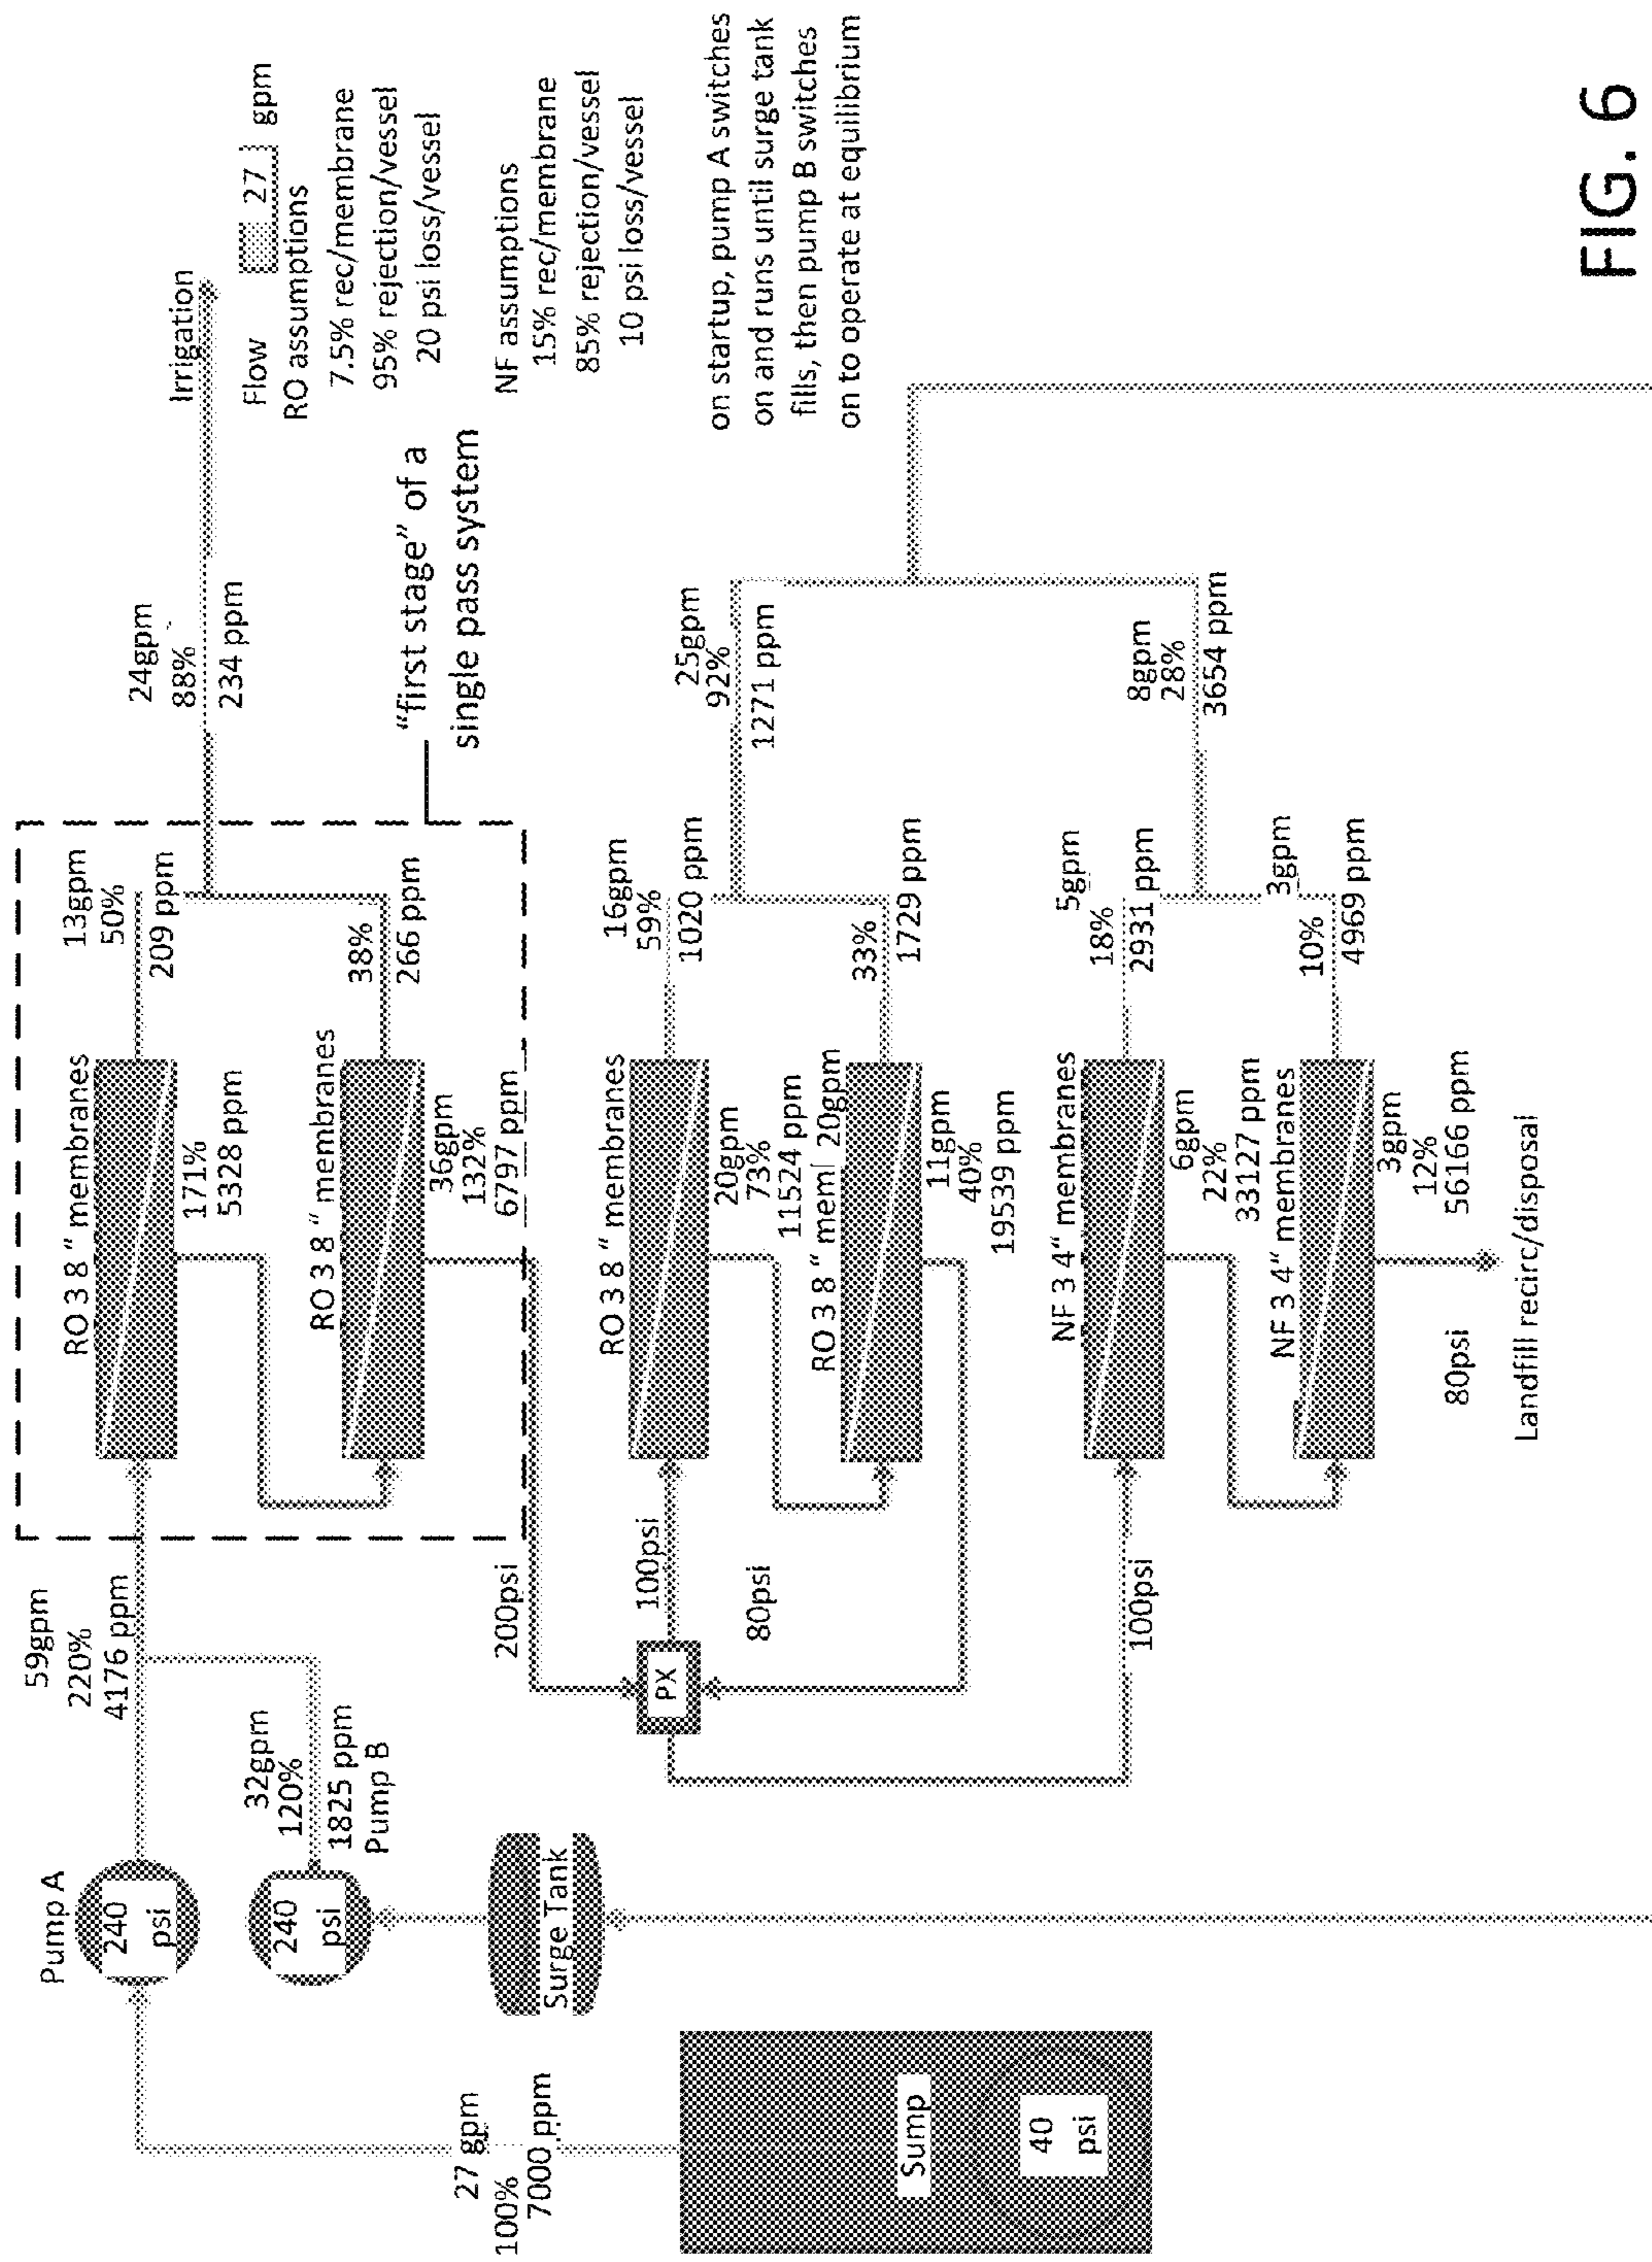 Pump A
240
psi
59gpm
220%
4176 ppm
32gpm
120%
1825 ppm
Pump B
240
psi
Surge Tank
27 gpm
100%
7000 ppm
Sump
40
psi
RO 3 8 “ membranes
13gpm
50%
209 ppm
171%
5328 ppm
RO 3 8 “ membranes
38%
266 ppm
36gpm
132%
6797 ppm
24gpm
88%
234 ppm
Irrigation
“first stage” of a
single pass system
Flow 27 gpm
RO assumptions
7.5% rec/membrane
95% rejection/vessel
20 psi loss/vessel
NF assumptions
15% rec/membrane
85% rejection/vessel
10 psi loss/vessel
on startup, pump A switches
on and runs until surge tank
fills, then pump B switches
on to operate at equilibrium
200psi
PX
100psi
80psi
100psi
RO 3 8 “ membranes
16gpm
59%
1020 ppm
20gpm
73%
11524 ppm
RO 3 8 “ mem 20gpm
33%
1729 ppm
11gpm
40%
19539 ppm
25gpm
92%
1271 ppm
NF 3 4“ membranes
5gpm
18%
2931 ppm
6gpm
22%
33127 ppm
NF 3 4“ membranes
3gpm
10%
4969 ppm
3gpm
12%
56166 ppm
8gpm
28%
3654 ppm
80psi
Landfill recirc/disposal
FIG. 6